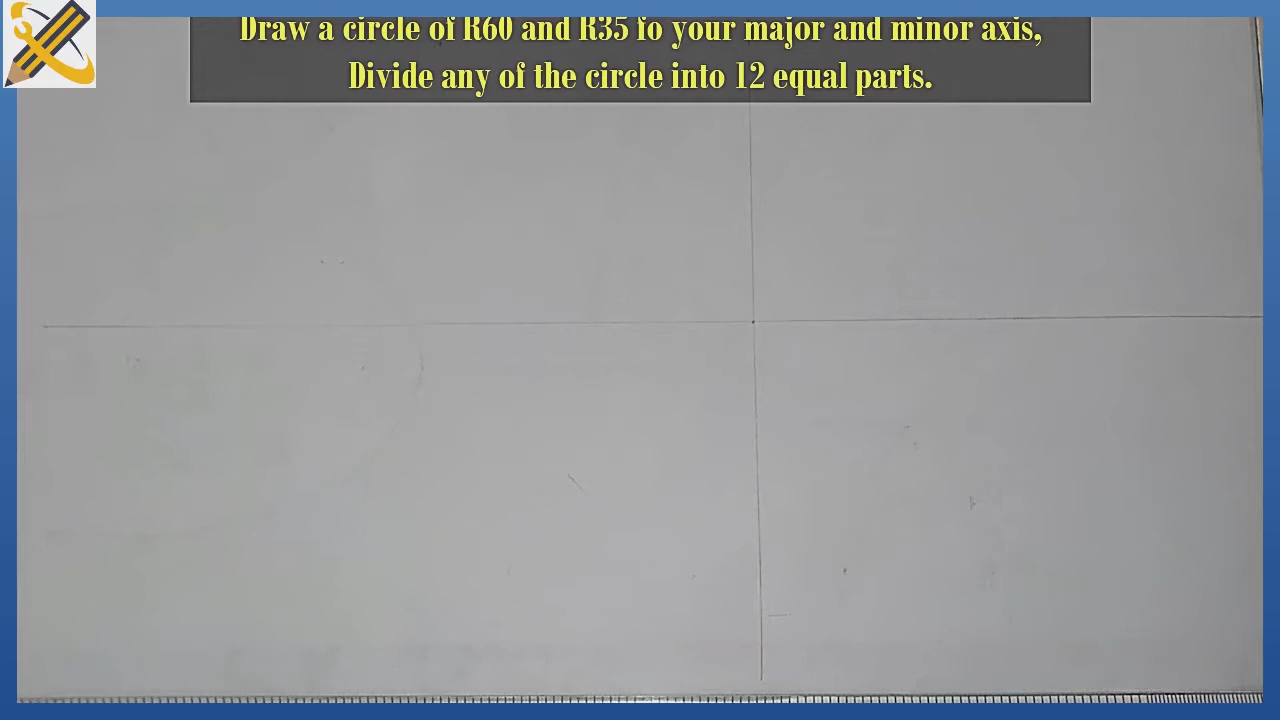 Draw a circle of R60 and R35 fo your major and minor axis,
Divide any of the circle into 12 equal parts.